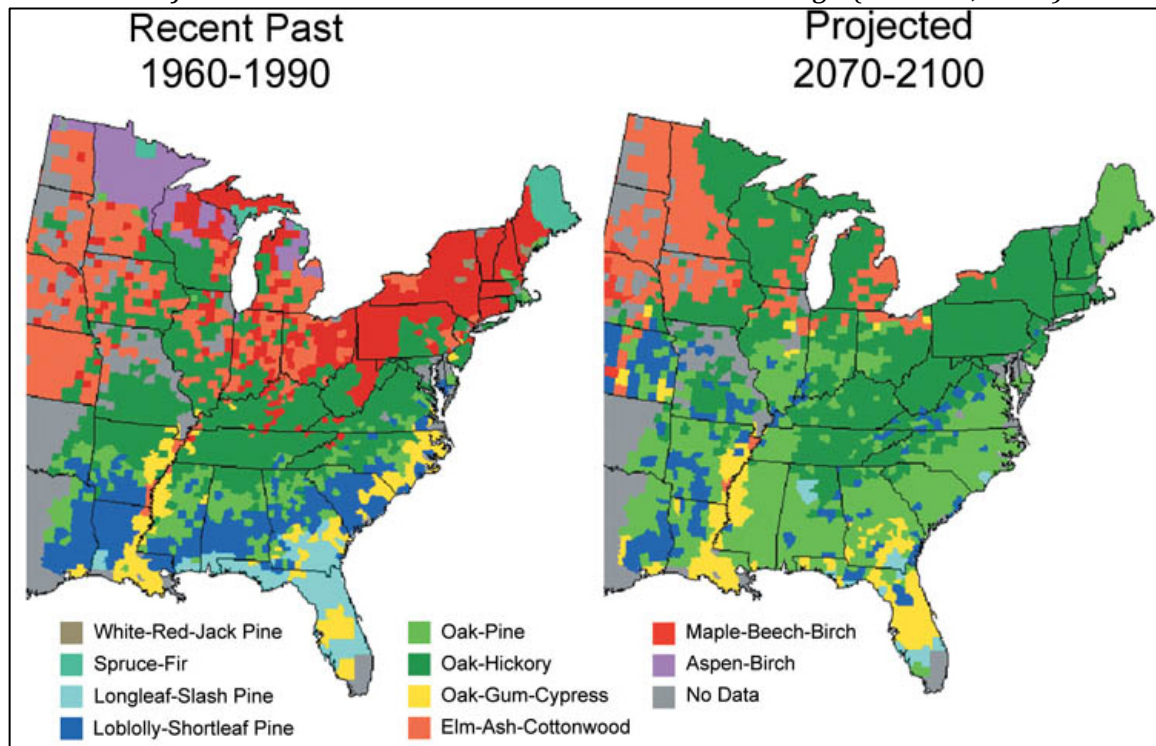 Recent Past
1960-1990
Projected
2070-2100
White-Red-Jack Pine
Spruce-Fir
Longleaf-Slash Pine
Loblolly-Shortleaf Pine
Oak-Pine
Oak-Hickory
Oak-Gum-Cypress
Elm-Ash-Cottonwood
Maple-Beech-Birch
Aspen-Birch
No Data